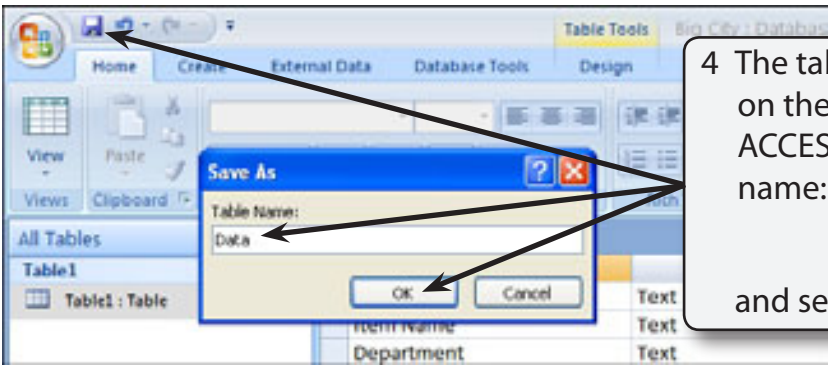 Table Tools
Big City : Databas
Home
Create
External Data
Database Tools
Design
4 The tal
on the
ACCES
name:
and se
View
Paste
Views
Clipboard
Save As
Table Name:
Data
OK
Cancel
All Tables
Table1
Table1 : Table
Text
Item Name
Text
Department
Text